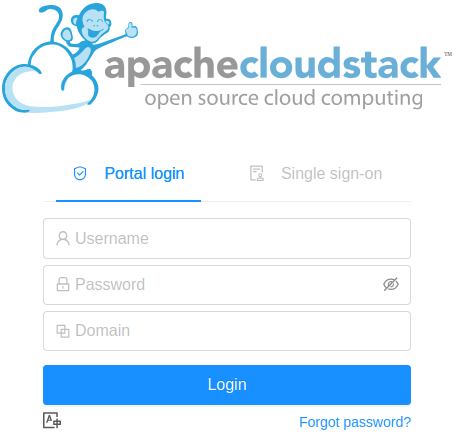 apachecloudstack™
open source cloud computing
Portal login
Single sign-on
Username
Password
Domain
Login
A
Forgot password?